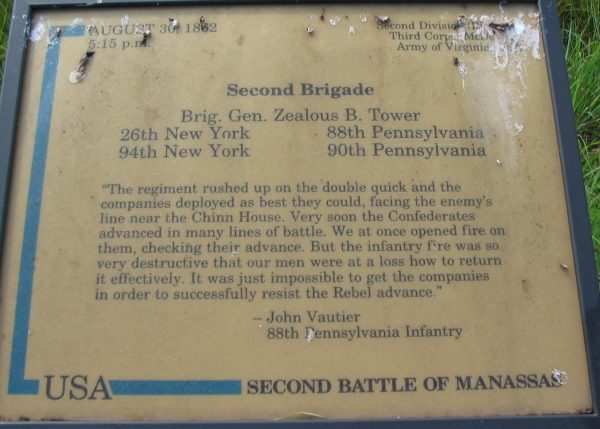 AUGUST 30, 1862
5:15 p.m.
Second Division
Third Corps
Army of Virginia
Second Brigade
Brig. Gen. Zealous B. Tower
26th New York 88th Pennsylvania
94th New York 90th Pennsylvania
"The regiment rushed up on the double quick and the
companies deployed as best they could, facing the enemy's
line near the Chinn House. Very soon the Confederates
advanced in many lines of battle. We at once opened fire on
them, checking their advance. But the infantry fire was so
very destructive that our men were at a loss how to return
it effectively. It was just impossible to get the companies
in order to successfully resist the Rebel advance."
– John Vautier
88th Pennsylvania Infantry
USA SECOND BATTLE OF MANASSAS